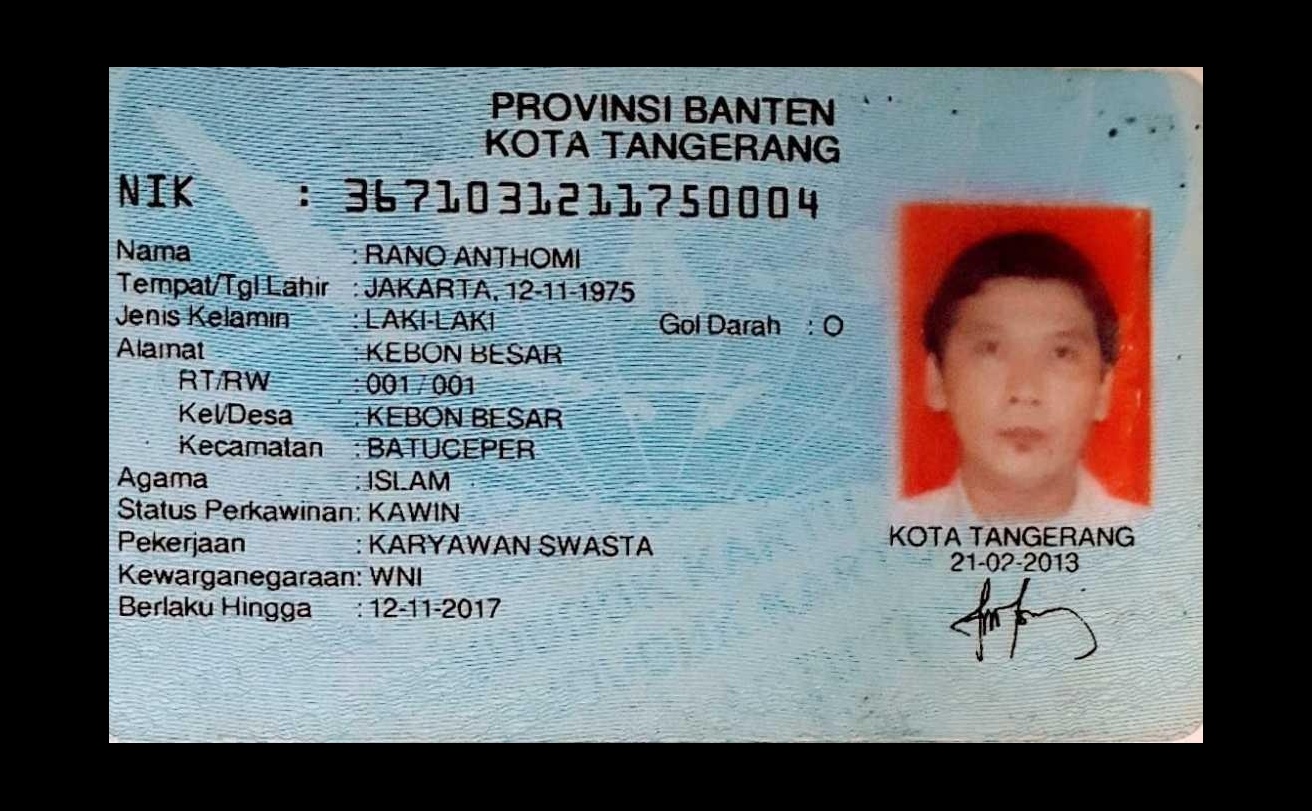 PROVINSI BANTEN
KOTA TANGERANG
NIK : 3671031211750004
Nama : RANO ANTHOMI
Tempat/Tgl Lahir : JAKARTA, 12-11-1975
Jenis Kelamin : LAKI-LAKI Gol Darah : O
Alamat : KEBON BESAR
RT/RW : 001 / 001
Kel/Desa : KEBON BESAR
Kecamatan : BATUCEPER
Agama : ISLAM
Status Perkawinan: KAWIN
Pekerjaan : KARYAWAN SWASTA
Kewarganegaraan: WNI
Berlaku Hingga : 12-11-2017
KOTA TANGERANG
21-02-2013